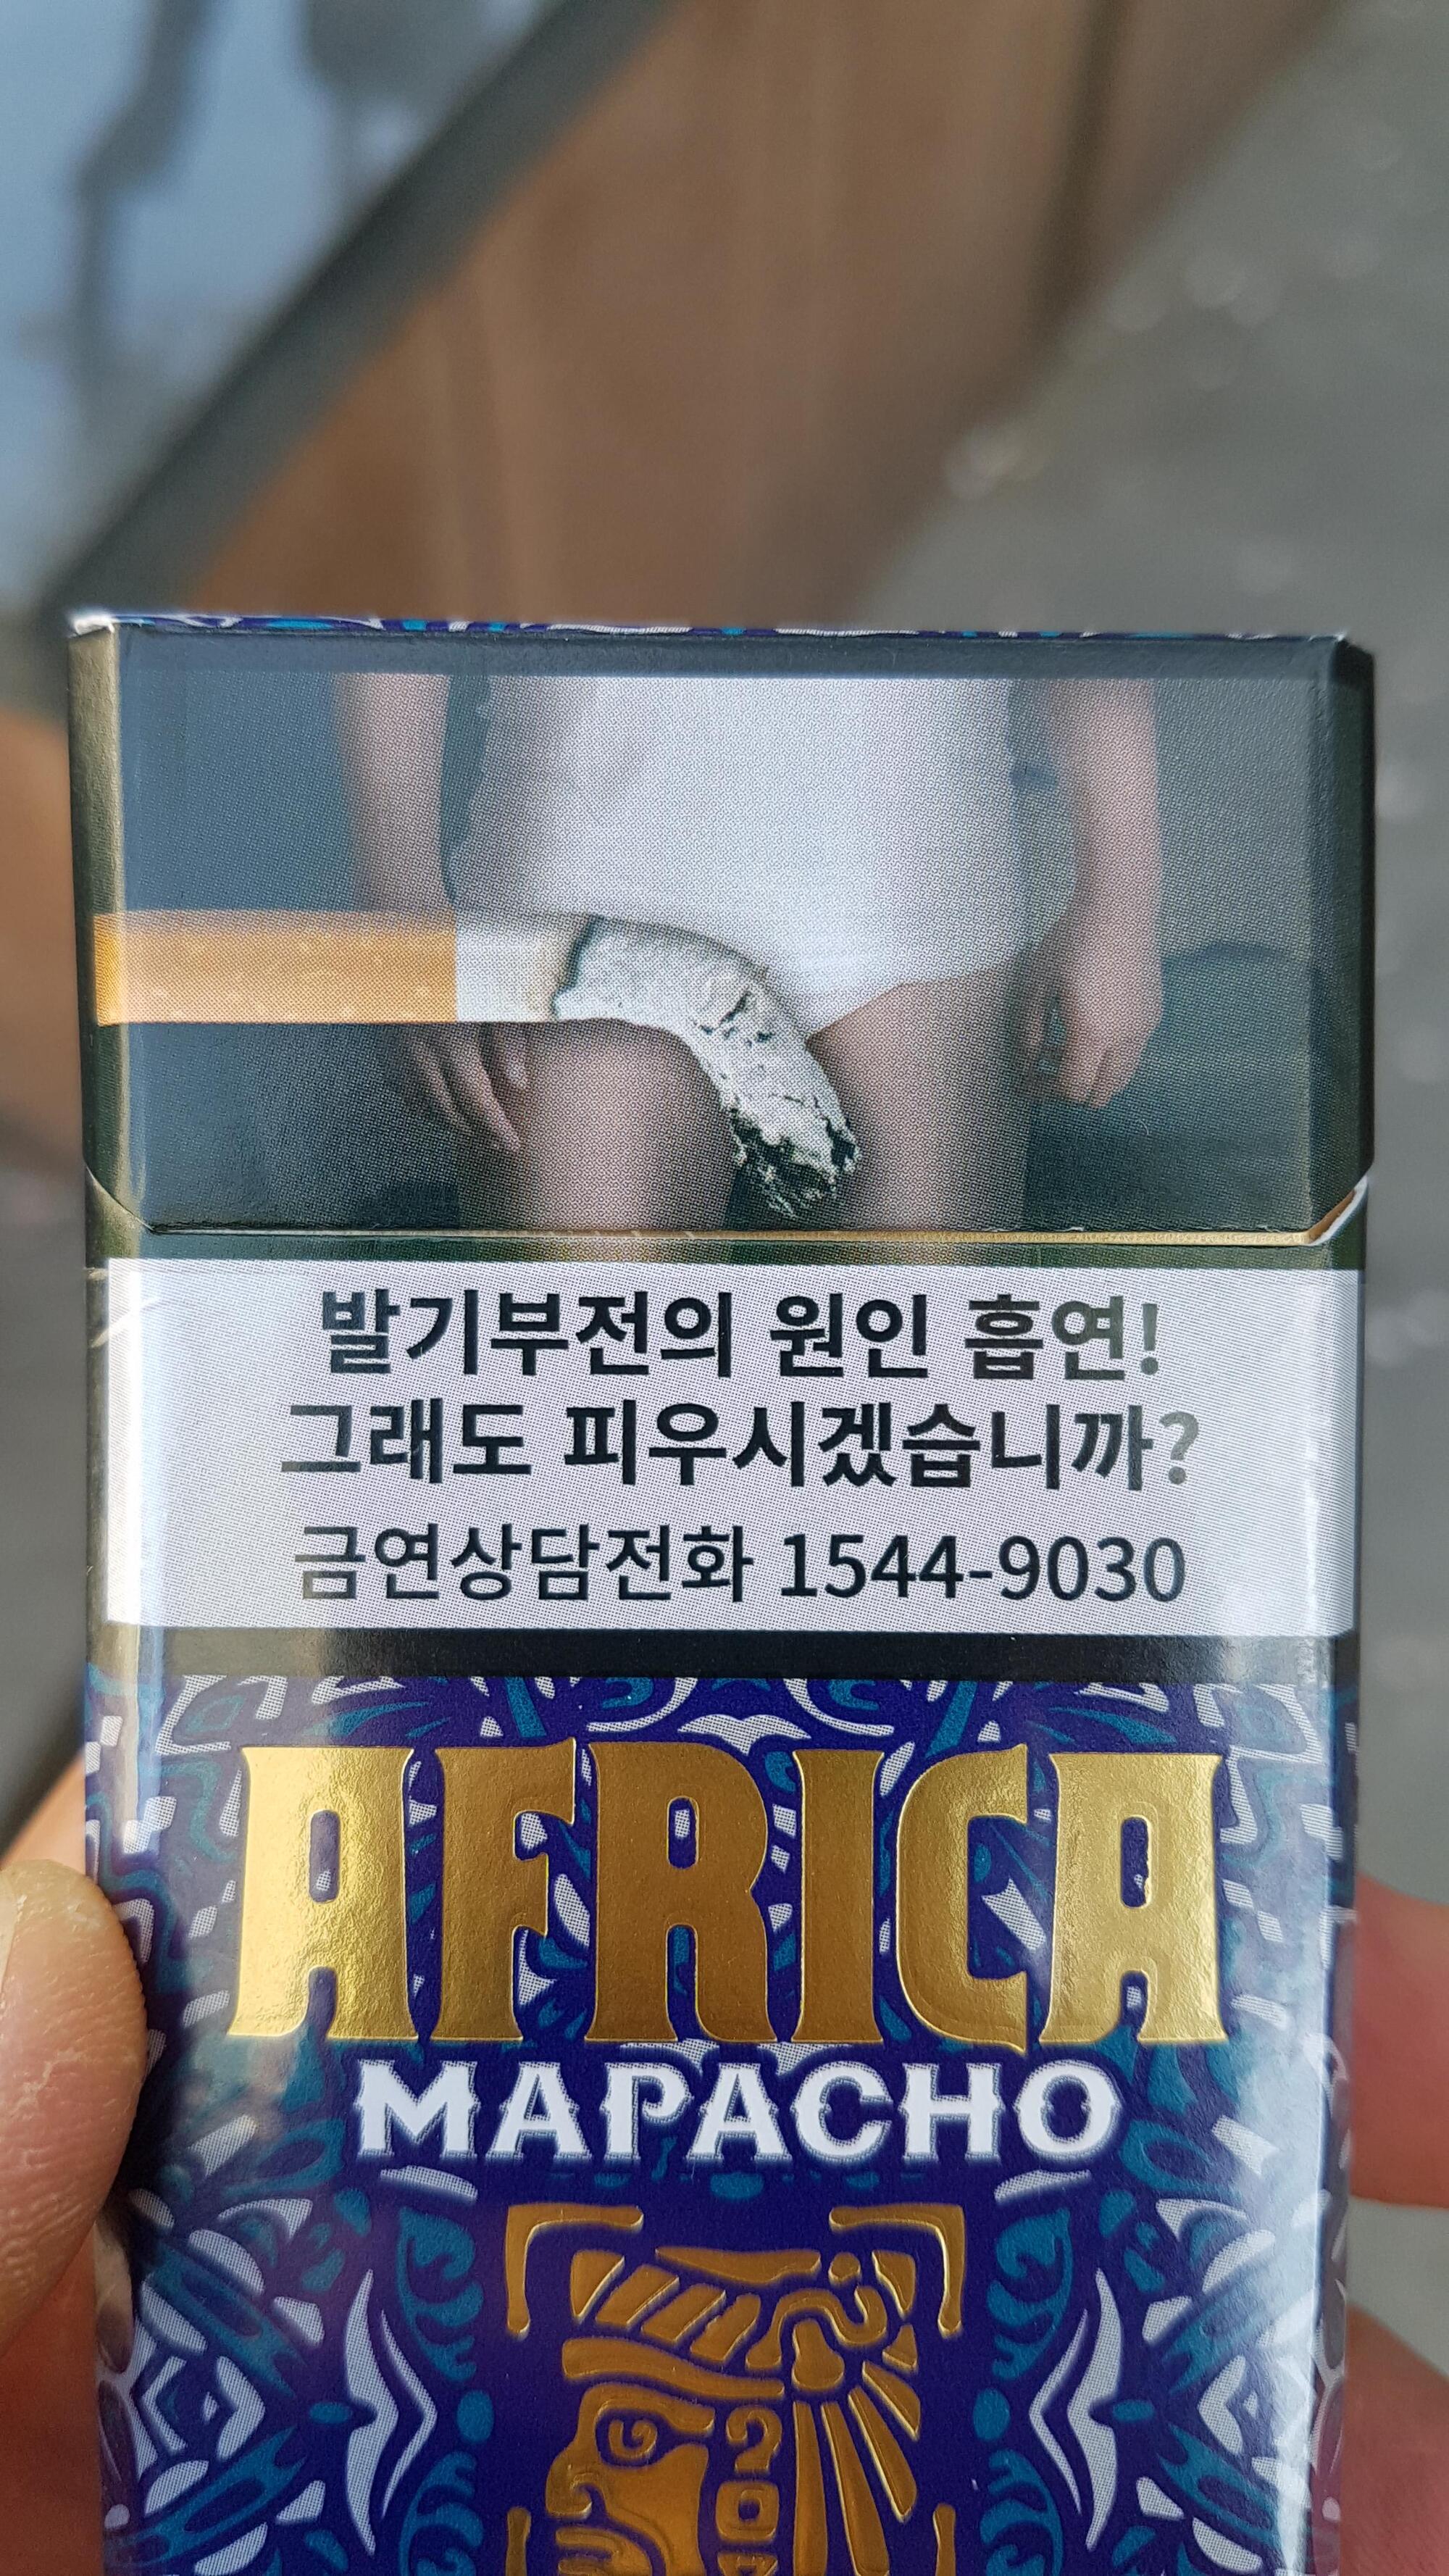 발기부전의 원인 흡연!
그래도 피우시겠습니까?
금연상담전화 1544-9030
AFRICA
MAPACHO